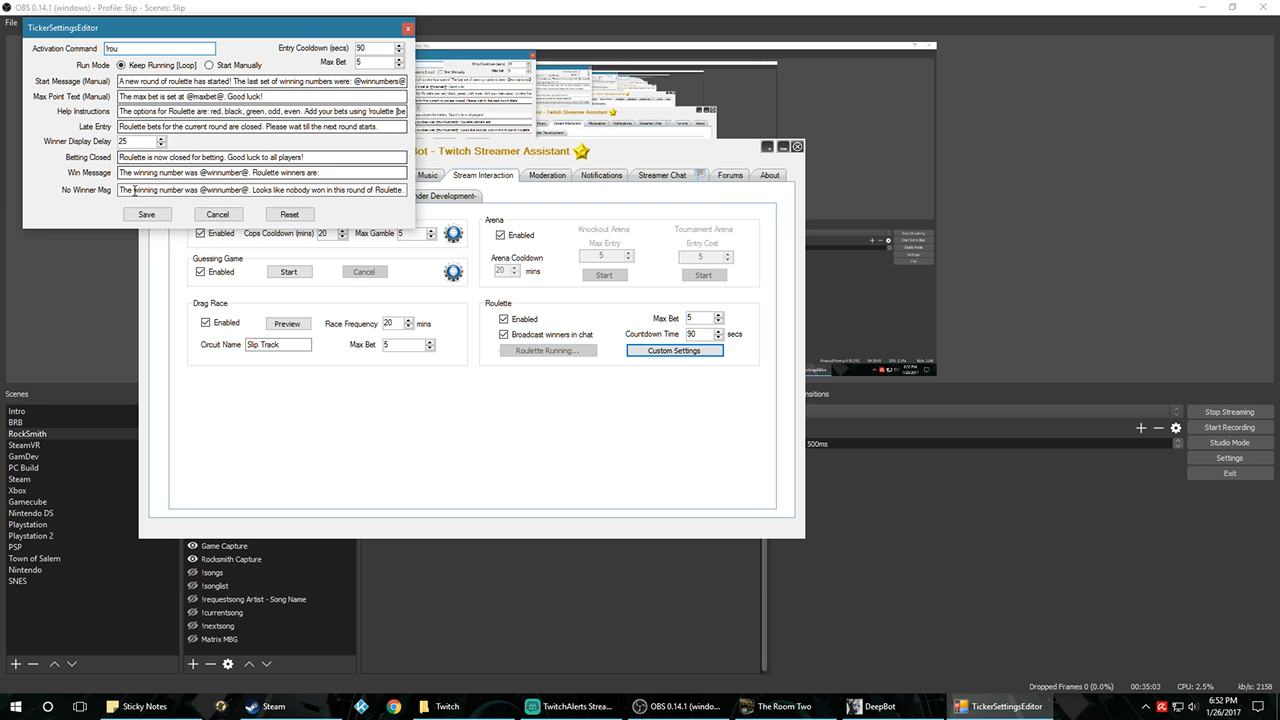 OBS 0.14.1 (windows) - Profile: Slip - Scenes: Slip
File
TickerSettingsEditor
Activation Command !rou
Entry Cooldown (secs) 90
Run Mode Keep Running [Loop] Start Manually
Max Bet 5
Start Message (Manual) A new round of roulette has started! The last set of winning numbers were: @winnumbers@
Max Point Text (Manual) The max bet is set at @maxbet@. Good luck!
Help Instructions The options for Roulette are: red, black, green, odd, even. Add your bets using '!roulette [be
Late Entry Roulette bets for the current round are closed. Please wait till the next round starts.
Winner Display Delay 25
Betting Closed Roulette is now closed for betting. Good luck to all players!
Win Message The winning number was @winnumber@. Roulette winners are:
No Winner Msg The winning number was @winnumber@. Looks like nobody won in this round of Roulette.
Save Cancel Reset
Bot - Twitch Streamer Assistant
Music Stream Interaction Moderation Notifications Streamer Chat Forums About
nder Development-
Enabled Cops Cooldown (mins) 20 Max Gamble 5
Guessing Game
Enabled Start Cancel
Arena
Enabled
Knockout Arena Tournament Arena
Max Entry Entry Cost
Arena Cooldown 5 5
20 mins Start Start
Drag Race
Enabled Preview Race Frequency 20 mins
Circuit Name Slip Track Max Bet 5
Roulette
Enabled Max Bet 5
Broadcast winners in chat Countdown Time 90 secs
Roulette Running... Custom Settings
Scenes
Intro
BRB
RockSmith
SteamVR
GamDev
PC Build
Steam
Xbox
Gamecube
Nintendo DS
Playstation
Playstation 2
PSP
Town of Salem
Nintendo
SNES
Game Capture
Rocksmith Capture
!songs
!songlist
!requestsong Artist - Song Name
!currentsong
!nextsong
Matrix MBG
nsitions
500ms
Stop Streaming
Start Recording
Studio Mode
Settings
Exit
Dropped Frames 0 (0.0%) LIVE: 00:35:03 CPU: 2.5% kb/s: 2158
Sticky Notes Steam Twitch TwitchAlerts Strea... OBS 0.14.1 (windo... The Room Two DeepBot TickerSettingsEditor
6:52 PM
1/26/2017